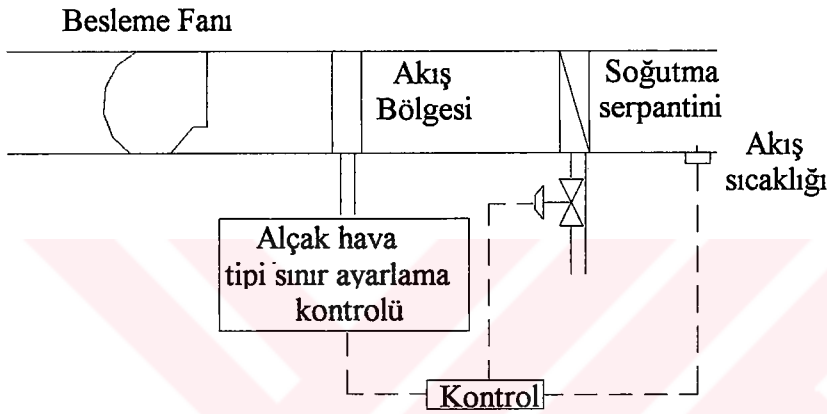 Besleme Fanı
Akış
Bölgesi
Soğutma
serpantini
Akış
sıcaklığı
Alçak hava
tipi sınır ayarlama
kontrolü
Kontrol